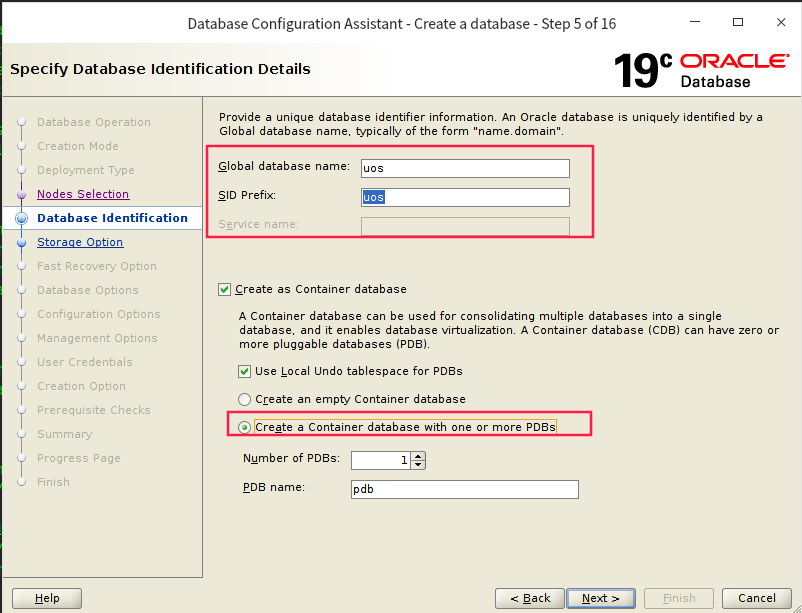 Database Configuration Assistant - Create a database - Step 5 of 16
Specify Database Identification Details
19c ORACLE
Database
Database Operation
Creation Mode
Deployment Type
Nodes Selection
Database Identification
Storage Option
Fast Recovery Option
Database Options
Configuration Options
Management Options
User Credentials
Creation Option
Prerequisite Checks
Summary
Progress Page
Finish
Provide a unique database identifier information. An Oracle database is uniquely identified by a
Global database name, typically of the form "name.domain".
Global database name: uos
SID Prefix: uos
Service name:
Create as Container database
A Container database can be used for consolidating multiple databases into a single
database, and it enables database virtualization. A Container database (CDB) can have zero or
more pluggable databases (PDB).
Use Local Undo tablespace for PDBs
Create an empty Container database
Create a Container database with one or more PDBs
Number of PDBs: 1
PDB name: pdb
Help
< Back
Next >
Finish
Cancel